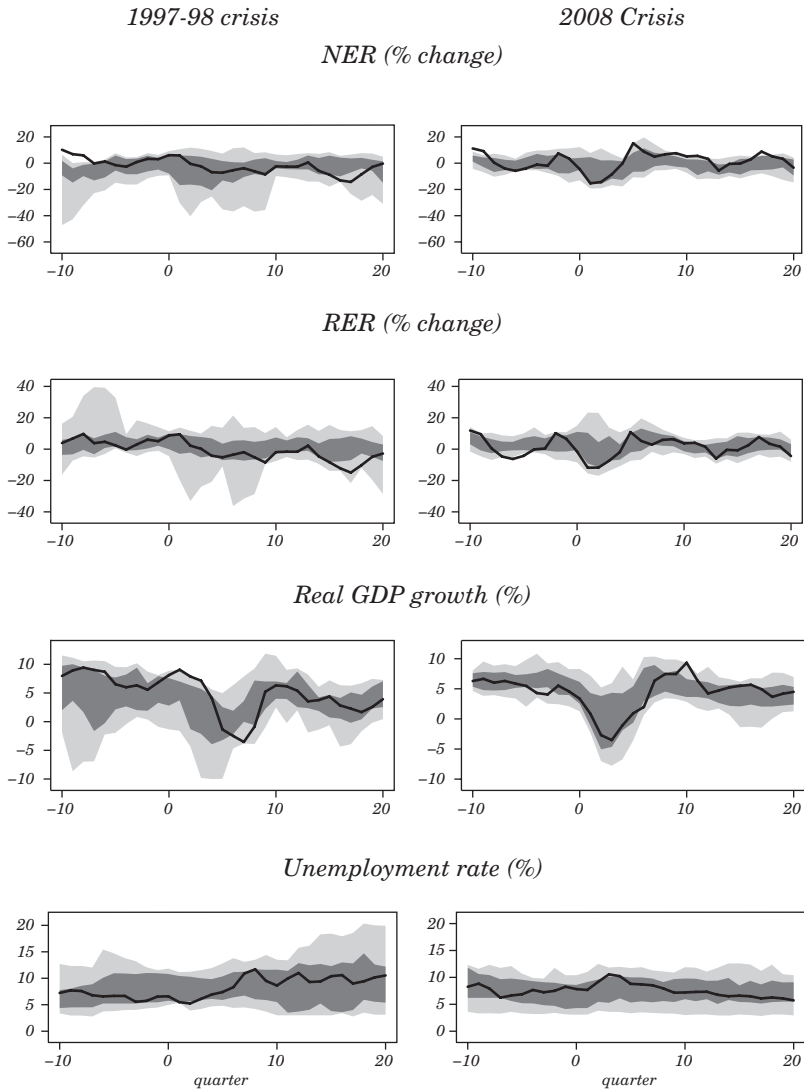 1997-98 crisis 2008 Crisis
NER (% change)
20 20
0 0
−20 −20
−40 −40
−60 −60
−10 0 10 20 −10 0 10 20
RER (% change)
40 40
20 20
0 0
−20 −20
−40 −40
−10 0 10 20 −10 0 10 20
Real GDP growth (%)
10 10
5 5
0 0
−5 −5
−10 −10
−10 0 10 20 −10 0 10 20
Unemployment rate (%)
20 20
15 15
10 10
5 5
0 0
−10 0 10 20 −10 0 10 20
quarter quarter